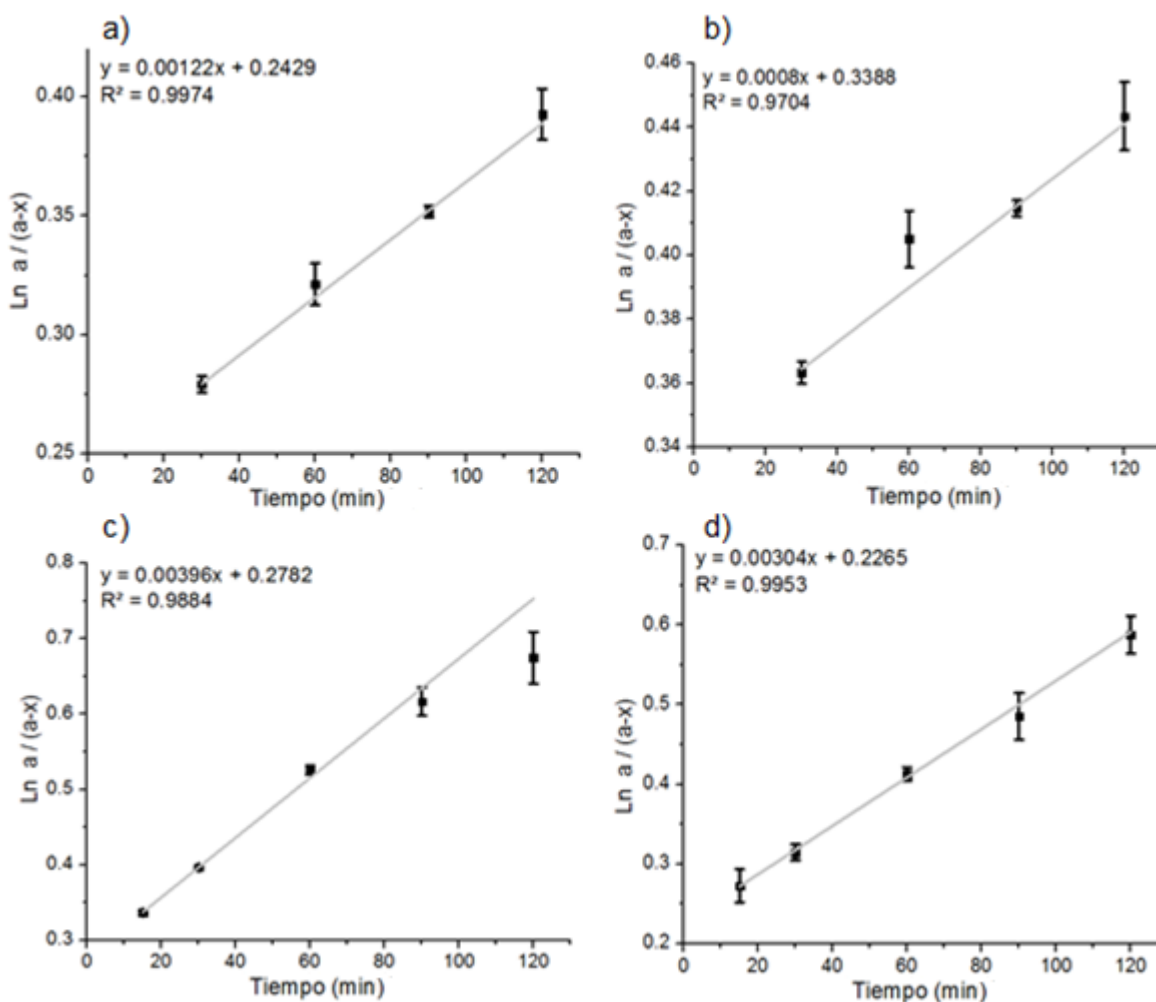 a)
y = 0.00122x + 0.2429
R² = 0.9974
0.40
0.35
0.30
0.25
Ln a / (a-x)
0 20 40 60 80 100 120
Tiempo (min)
b)
0.46
y = 0.0008x + 0.3388
R² = 0.9704
0.44
0.42
0.40
0.38
0.36
0.34
Ln a / (a-x)
0 20 40 60 80 100 120
Tiempo (min)
c)
0.8
y = 0.00396x + 0.2782
R² = 0.9884
0.7
0.6
0.5
0.4
0.3
Ln a / (a-x)
0 20 40 60 80 100 120
Tiempo (min)
d)
0.7
y = 0.00304x + 0.2265
R² = 0.9953
0.6
0.5
0.4
0.3
0.2
Ln a / (a-x)
0 20 40 60 80 100 120
Tiempo (min)